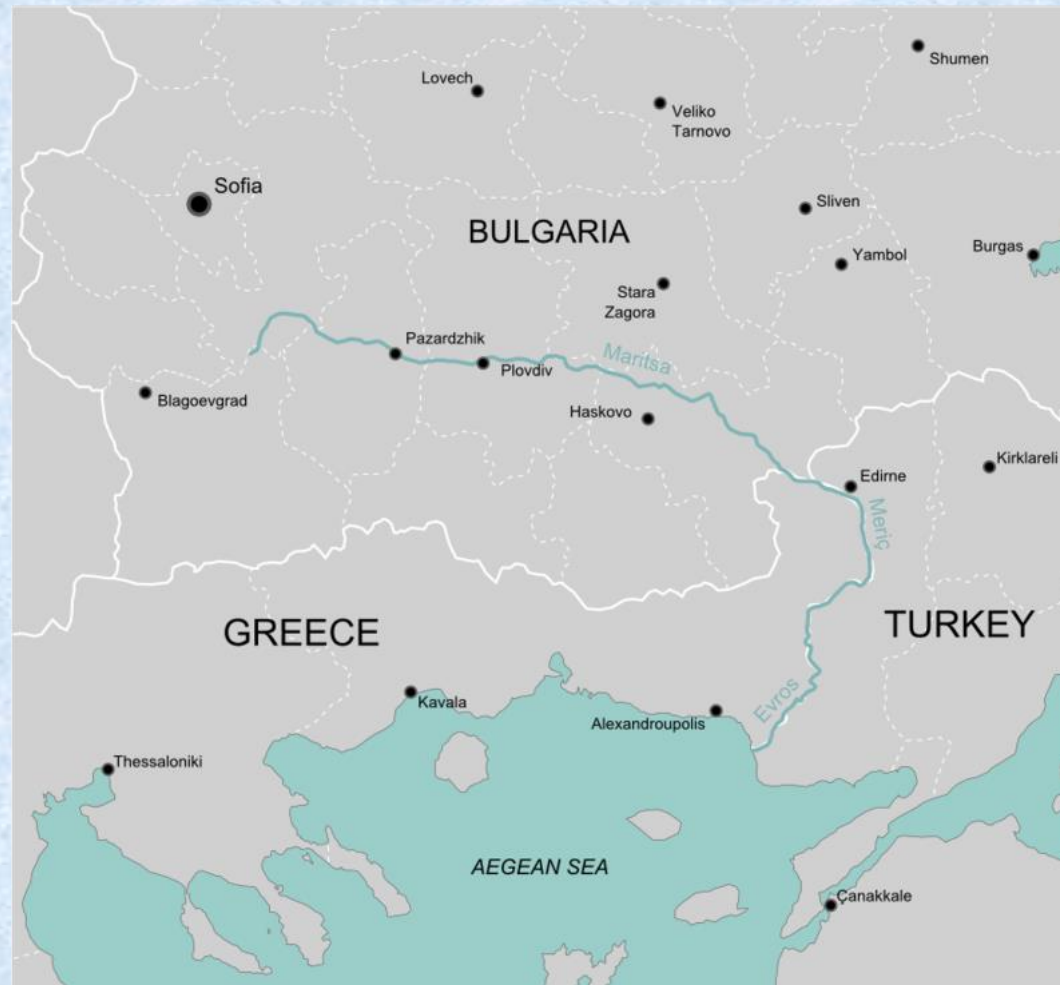 Shumen
Lovech
Veliko
Tarnovo
Sofia
Sliven
BULGARIA
Burgas
Yambol
Stara
Zagora
Pazardzhik
Maritsa
Plovdiv
Blagoevgrad
Haskovo
Kirklareli
Edirne
Meriç
GREECE
TURKEY
Evros
Kavala
Alexandroupolis
Thessaloniki
AEGEAN SEA
Çanakkale